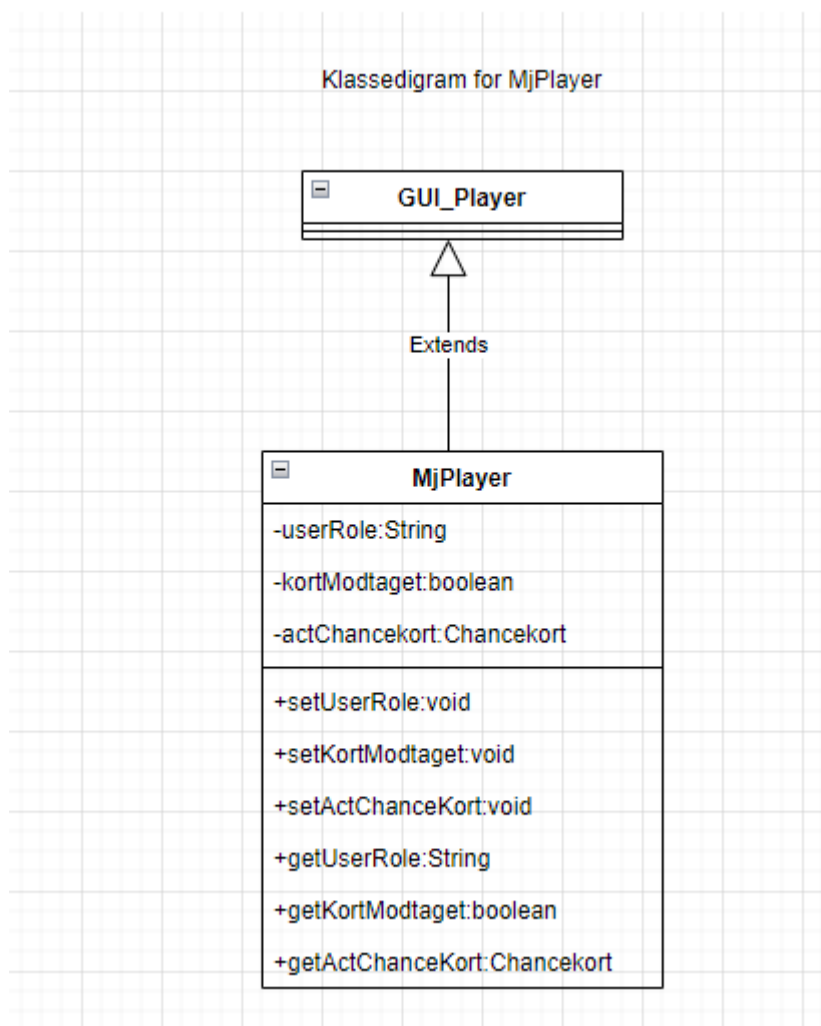 Klassedigram for MjPlayer
GUI_Player
Extends
MjPlayer
-userRole:String
-kortModtaget:boolean
-actChancekort:Chancekort
+setUserRole:void
+setKortModtaget:void
+setActChanceKort:void
+getUserRole:String
+getKortModtaget:boolean
+getActChanceKort:Chancekort